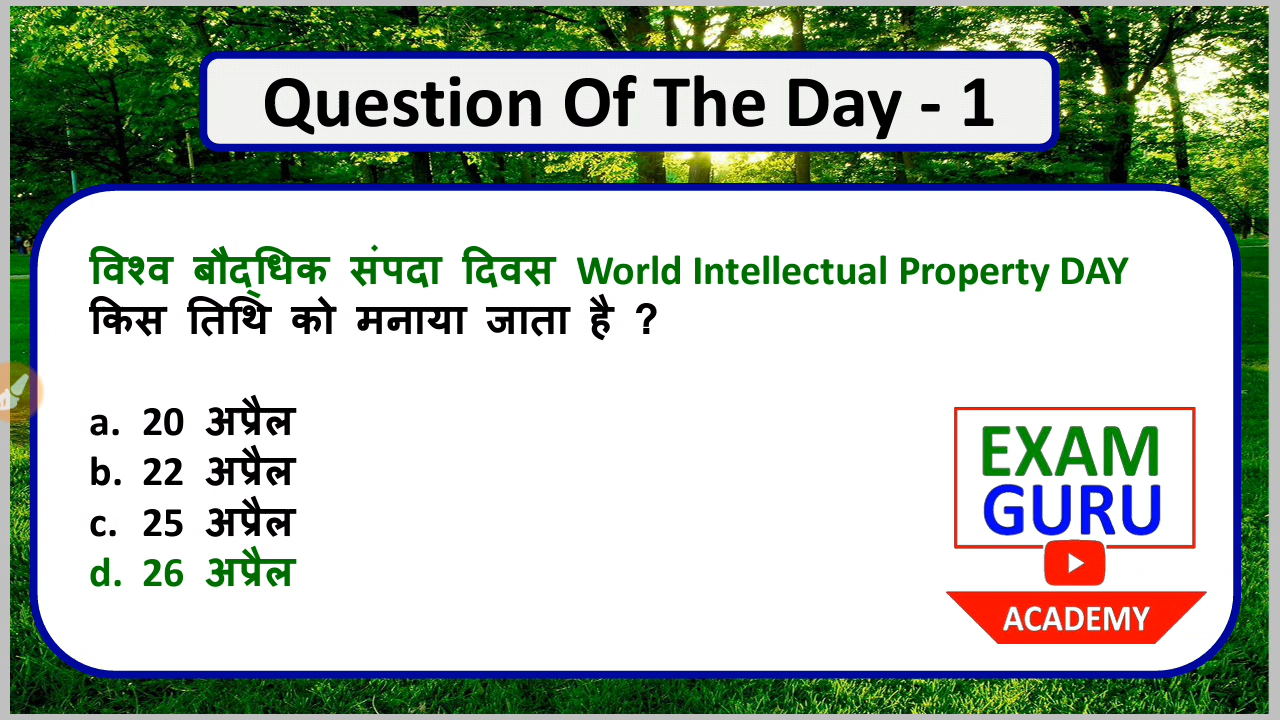 Question Of The Day - 1
विश्व बौद्धिक संपदा दिवस World Intellectual Property DAY
किस तिथि को मनाया जाता है ?
a. 20 अप्रैल
b. 22 अप्रैल
c. 25 अप्रैल
d. 26 अप्रैल
EXAM
GURU
ACADEMY